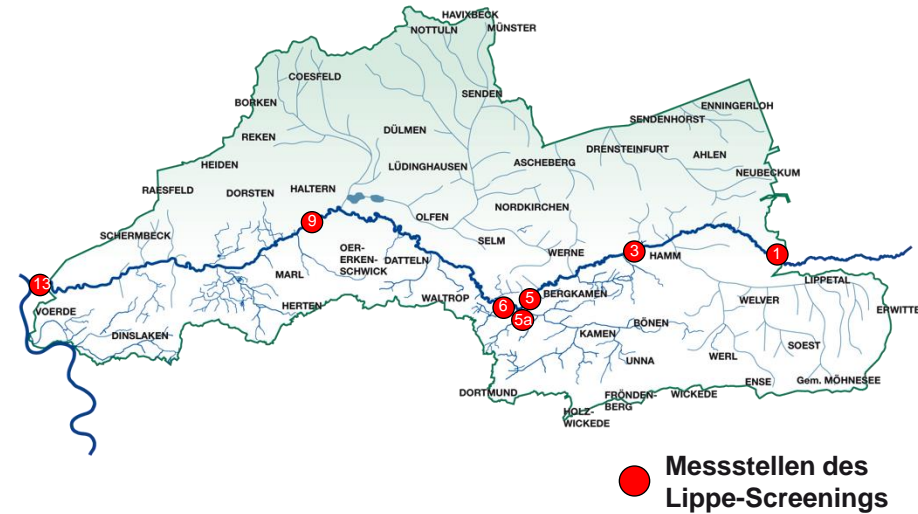 HAVIXBECK
NOTTULN
MÜNSTER
COESFELD
SENDEN
BORKEN
ENNINGERLOH
SENDENHORST
REKEN
DÜLMEN
DRENSTEINFURT
AHLEN
HEIDEN
LÜDINGHAUSEN
ASCHEBERG
NEUBECKUM
RAESFELD
DORSTEN
HALTERN
NORDKIRCHEN
9
OLFEN
SCHERMBECK
SELM
WERNE
3
HAMM
1
OER-
ERKEN-
SCHWICK
DATTELN
MARL
LIPPETAL
13
VOERDE
HERTEN
WALTROP
6
5
BERGKAMEN
5a
WELVER
ERWITTE
DINSLAKEN
KAMEN
BÖNEN
SOEST
UNNA
WERL
ENSE
Gem. MÖHNESEE
DORTMUND
HOLZ-
WICKEDE
FRÖNDEN-
BERG
WICKEDE
Messstellen des
Lippe-Screenings